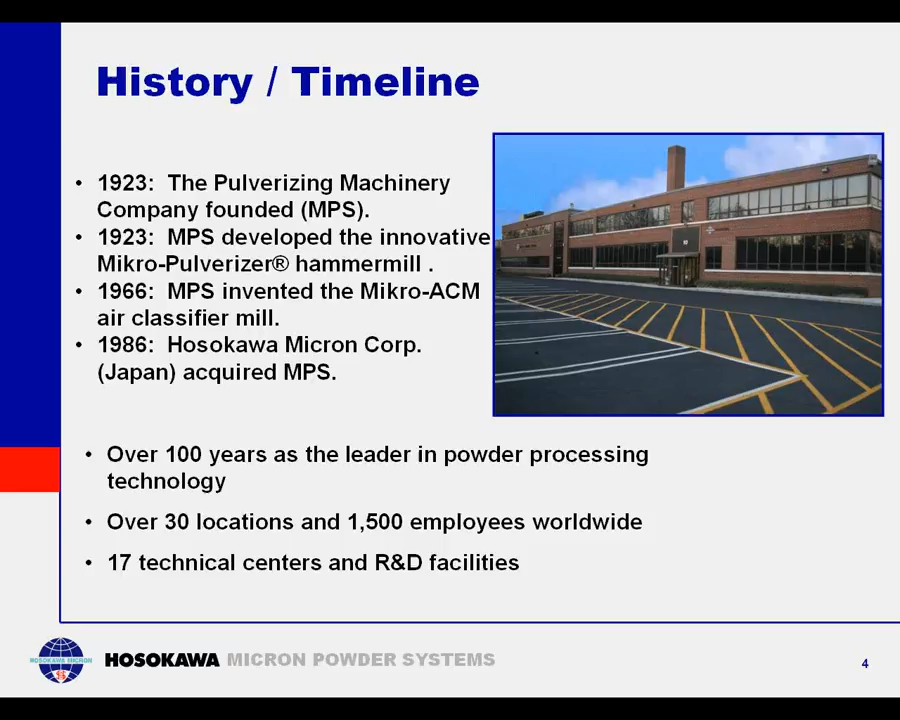 History / Timeline
• 1923: The Pulverizing Machinery
Company founded (MPS).
• 1923: MPS developed the innovative
Mikro-Pulverizer® hammermill .
• 1966: MPS invented the Mikro-ACM
air classifier mill.
• 1986: Hosokawa Micron Corp.
(Japan) acquired MPS.
• Over 100 years as the leader in powder processing
technology
• Over 30 locations and 1,500 employees worldwide
• 17 technical centers and R&D facilities
HOSOKAWA MICRON
HOSOKAWA MICRON POWDER SYSTEMS
4